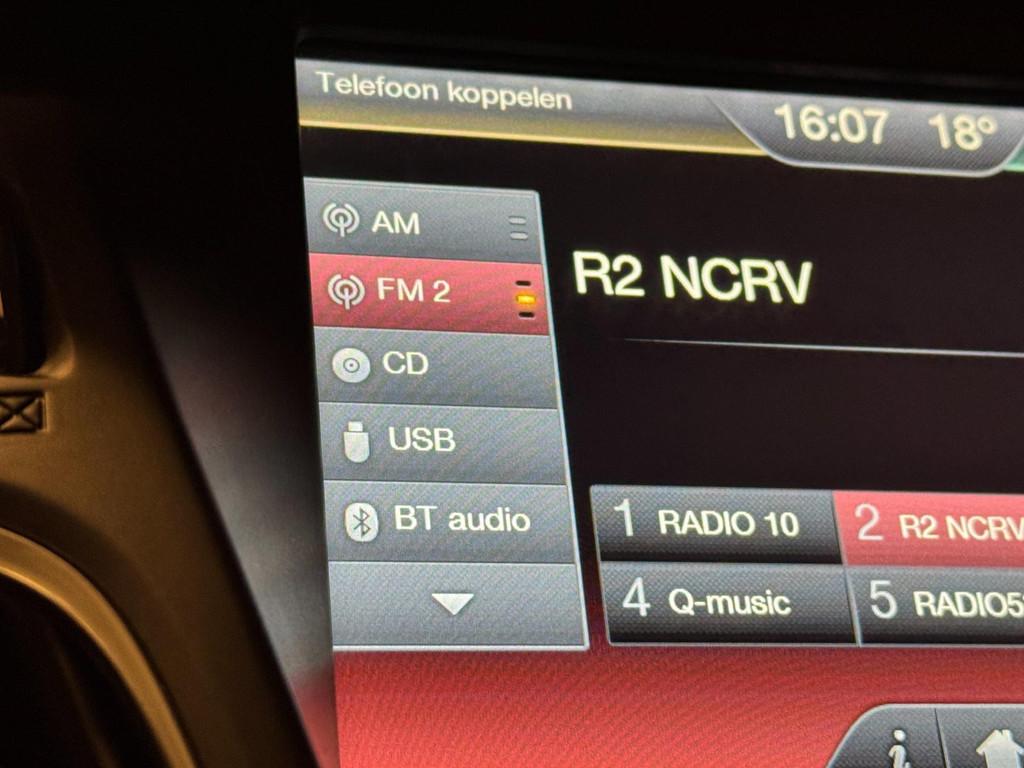 Telefoon koppelen
16:07 18°
AM
FM 2
R2 NCRV
CD
USB
BT audio
1 RADIO 10
2 R2 NCRV
4 Q-music
5 RADIO5